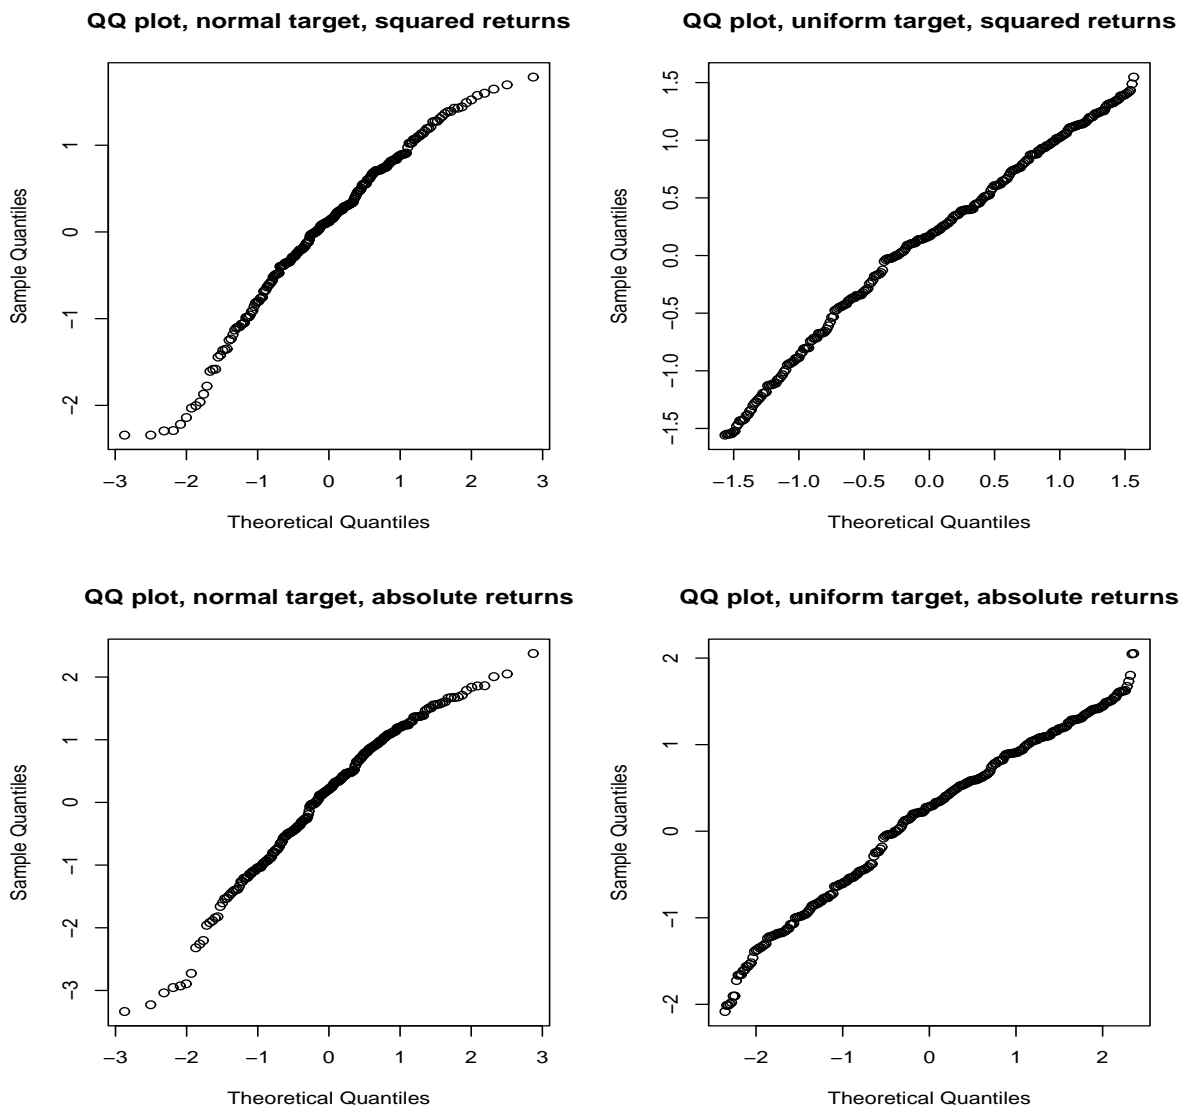 QQ plot, normal target, squared returns
Sample Quantiles
1
0
−1
−2
−3 −2 −1 0 1 2 3
Theoretical Quantiles
QQ plot, uniform target, squared returns
Sample Quantiles
1.5
1.0
0.5
0.0
−0.5
−1.0
−1.5
−1.5 −1.0 −0.5 0.0 0.5 1.0 1.5
Theoretical Quantiles
QQ plot, normal target, absolute returns
Sample Quantiles
2
1
0
−1
−2
−3
−3 −2 −1 0 1 2 3
Theoretical Quantiles
QQ plot, uniform target, absolute returns
Sample Quantiles
2
1
0
−1
−2
−2 −1 0 1 2
Theoretical Quantiles